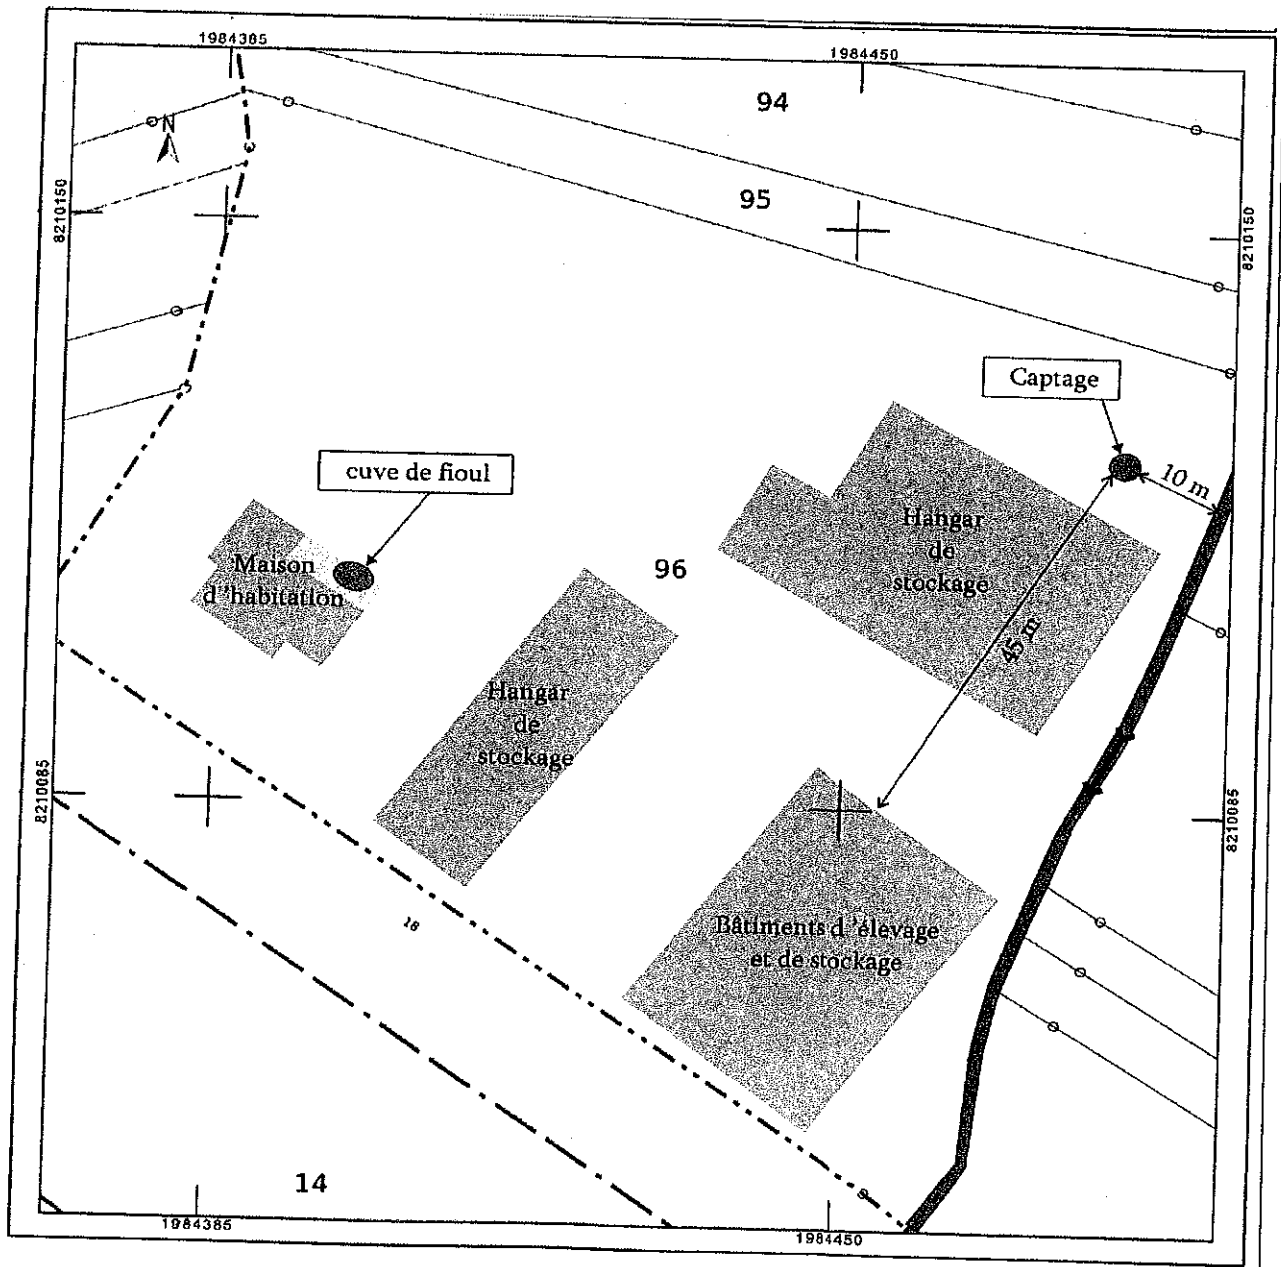 1984385
1984450
94
N
95
8210150
8210150
Captage
10 m
cuve de fioul
Hangar
de
stockage
Maison
d''habitation
96
45 m
Hangar
de
stockage
8210085
8210085
16
Bâtiments d''élevage
et de stockage
14
1984385
1984450